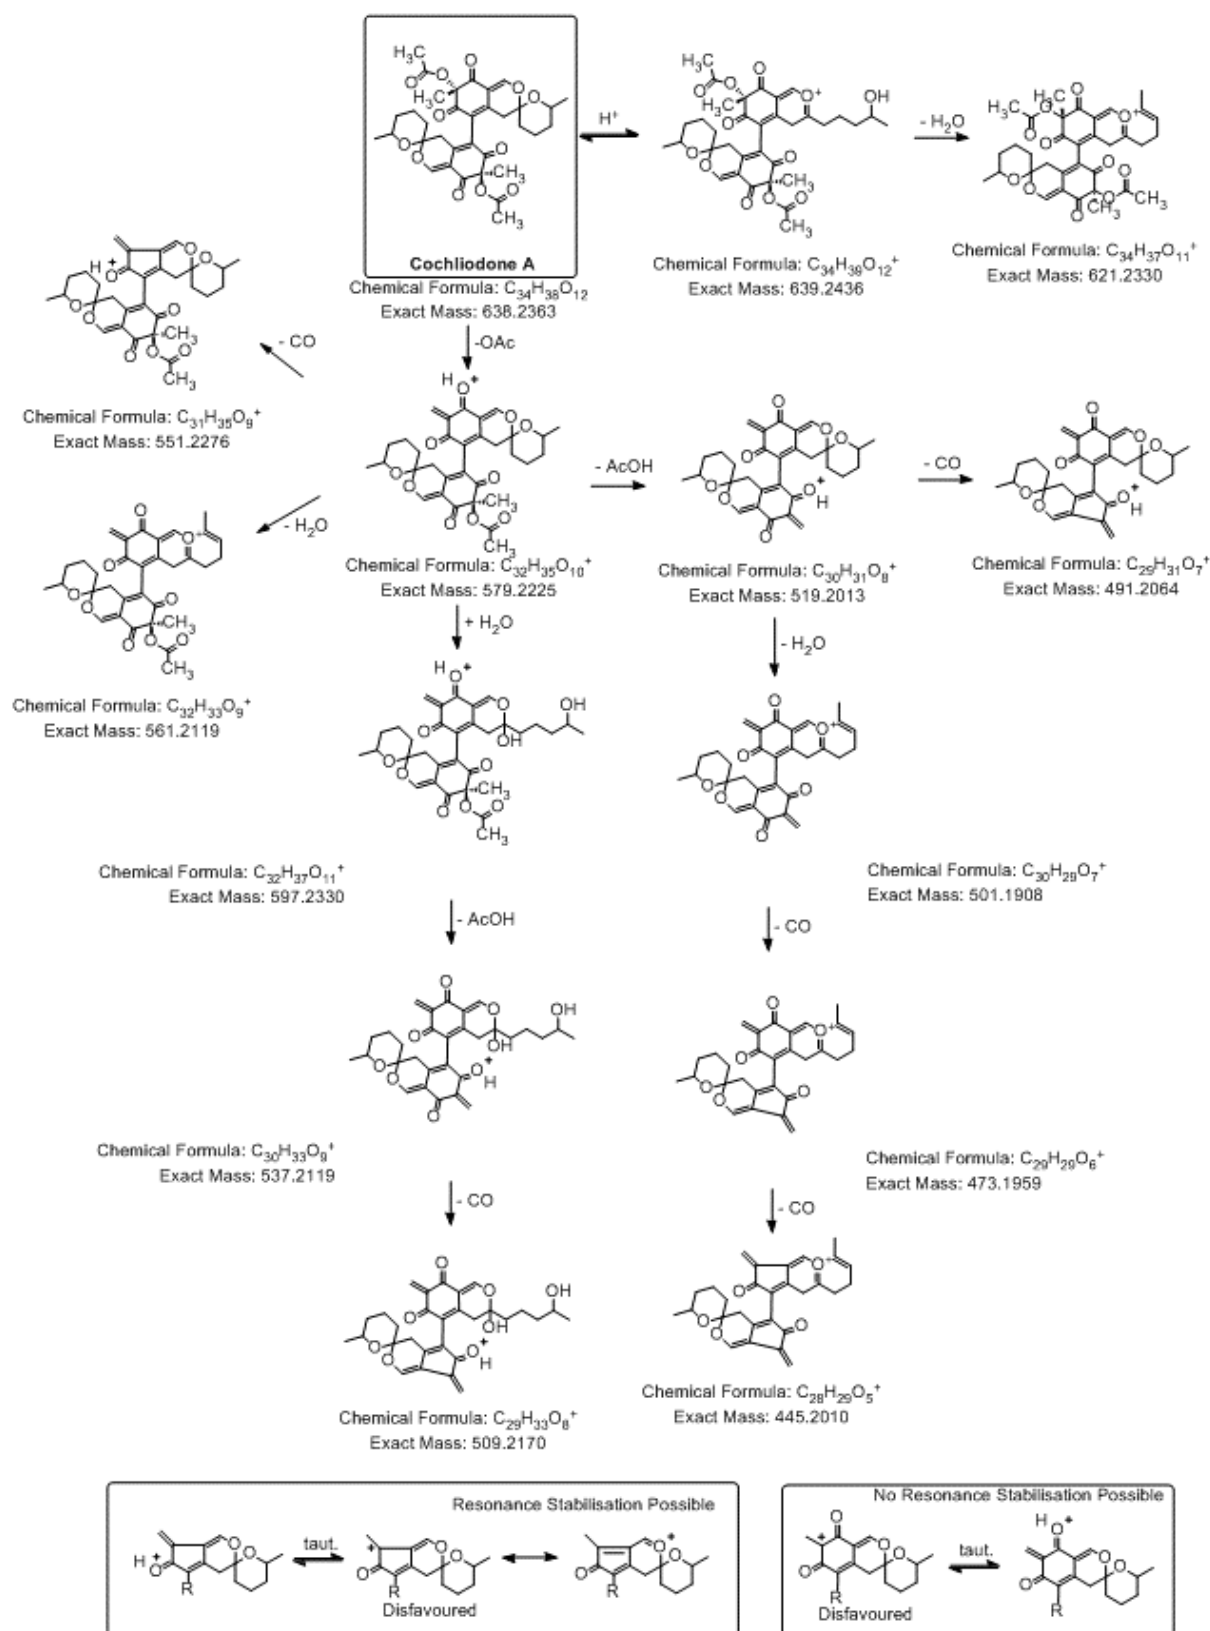 Cochliodone A
Chemical Formula: C34H38O12
Exact Mass: 638.2363
H+
Chemical Formula: C34H39O12+
Exact Mass: 639.2436
- H2O
Chemical Formula: C34H37O11+
Exact Mass: 621.2330
-OAc
- CO
Chemical Formula: C31H35O9+
Exact Mass: 551.2276
- H2O
Chemical Formula: C32H35O10+
Exact Mass: 579.2225
- AcOH
Chemical Formula: C30H31O8+
Exact Mass: 519.2013
- CO
Chemical Formula: C29H31O7+
Exact Mass: 491.2064
Chemical Formula: C32H33O9+
Exact Mass: 561.2119
+ H2O
- H2O
Chemical Formula: C32H37O11+
Exact Mass: 597.2330
Chemical Formula: C30H29O7+
Exact Mass: 501.1908
- AcOH
- CO
Chemical Formula: C30H33O9+
Exact Mass: 537.2119
Chemical Formula: C29H29O6+
Exact Mass: 473.1959
- CO
- CO
Chemical Formula: C29H33O8+
Exact Mass: 509.2170
Chemical Formula: C28H29O5+
Exact Mass: 445.2010
Resonance Stabilisation Possible
taut.
Disfavoured
No Resonance Stabilisation Possible
taut.
Disfavoured